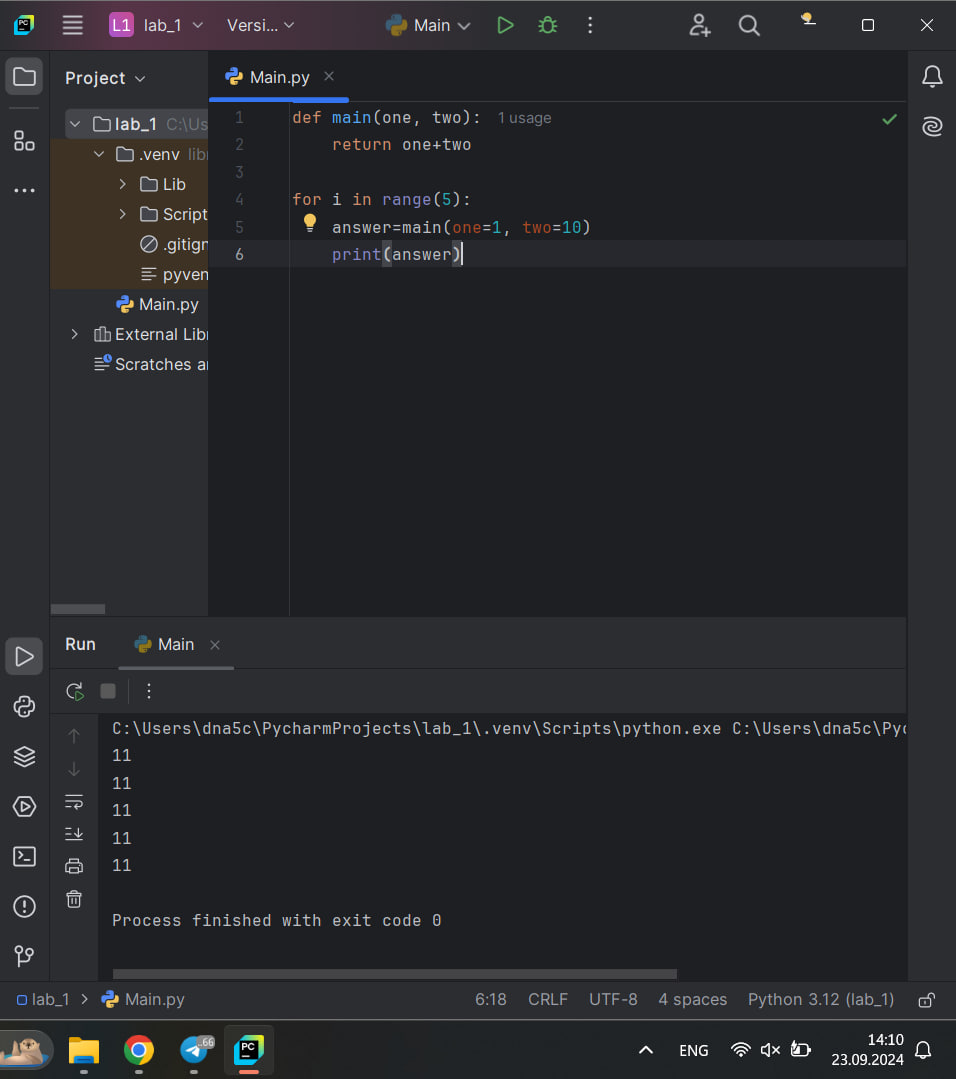 L1 lab_1 Versi... Main
Project
Main.py
lab_1 C:\Us
.venv libr
Lib
Script
.gitign
pyven
Main.py
External Libr
Scratches ar
1 def main(one, two): 1 usage
2 return one+two
3
4 for i in range(5):
5 answer=main(one=1, two=10)
6 print(answer)
Run Main
C:\Users\dna5c\PycharmProjects\lab_1\.venv\Scripts\python.exe C:\Users\dna5c\Pyc
11
11
11
11
11
Process finished with exit code 0
lab_1 > Main.py 6:18 CRLF UTF-8 4 spaces Python 3.12 (lab_1)
..66
PC
ENG
14:10
23.09.2024